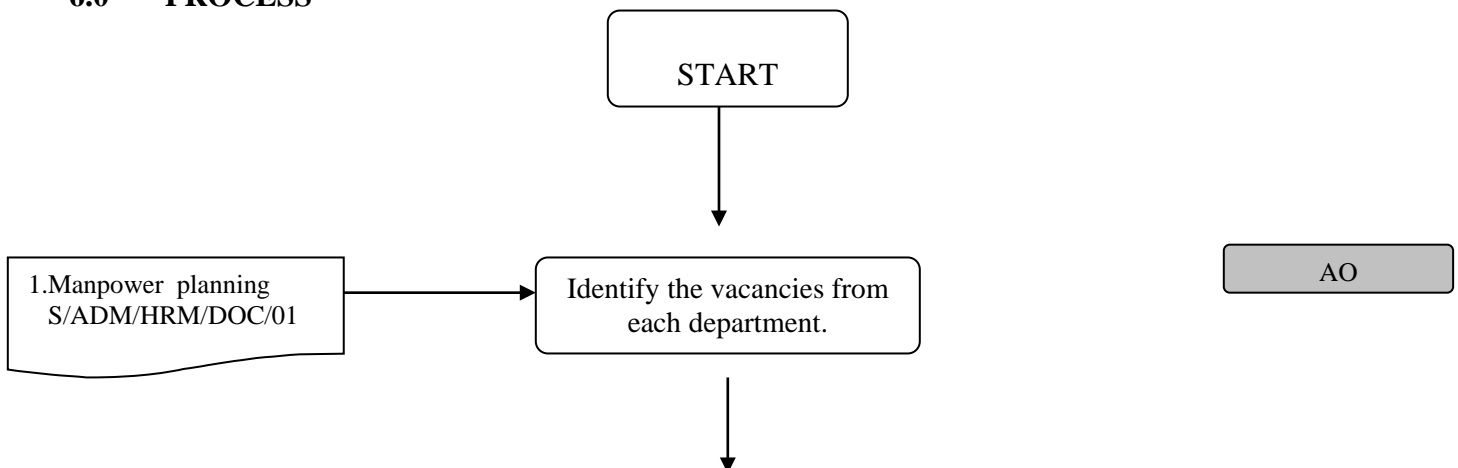 6.0 PROCESS
START
1.Manpower planning
S/ADM/HRM/DOC/01
Identify the vacancies from
each department.
AO